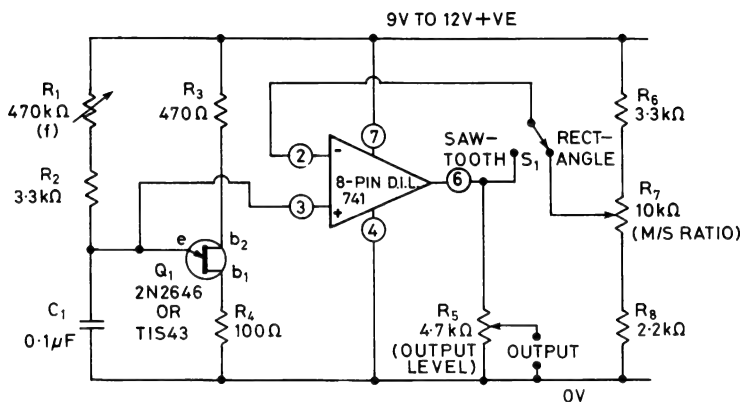 9V TO 12V +VE
R1
470kΩ
(f)
R2
3.3kΩ
C1
0.1µF
R3
470Ω
e
b2
b1
Q1
2N2646
OR
TIS43
R4
100Ω
2
3
7
4
6
-
+
8-PIN D.I.L.
741
SAW-
TOOTH
S1
RECT-
ANGLE
R5
4.7kΩ
(OUTPUT
LEVEL)
OUTPUT
R6
3.3kΩ
R7
10kΩ
(M/S RATIO)
R8
2.2kΩ
0V